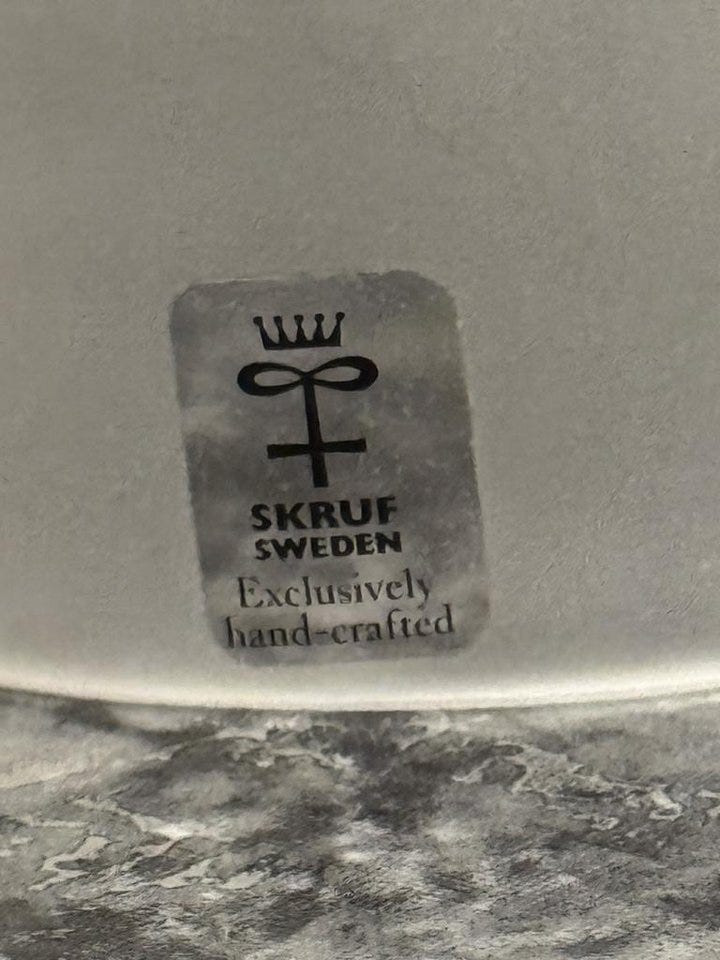 SKRUF
SWEDEN
Exclusively
hand-crafted